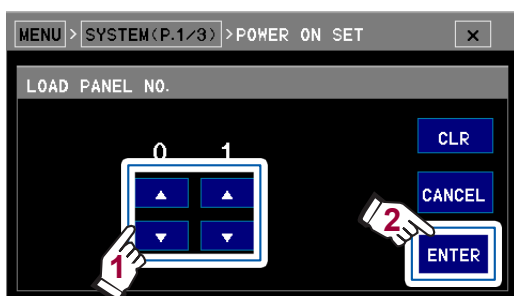 MENU > SYSTEM(P.1/3) >POWER ON SET ×
LOAD PANEL NO.
0 1
CLR
▲ ▲
CANCEL
▼ ▼
2
1
ENTER